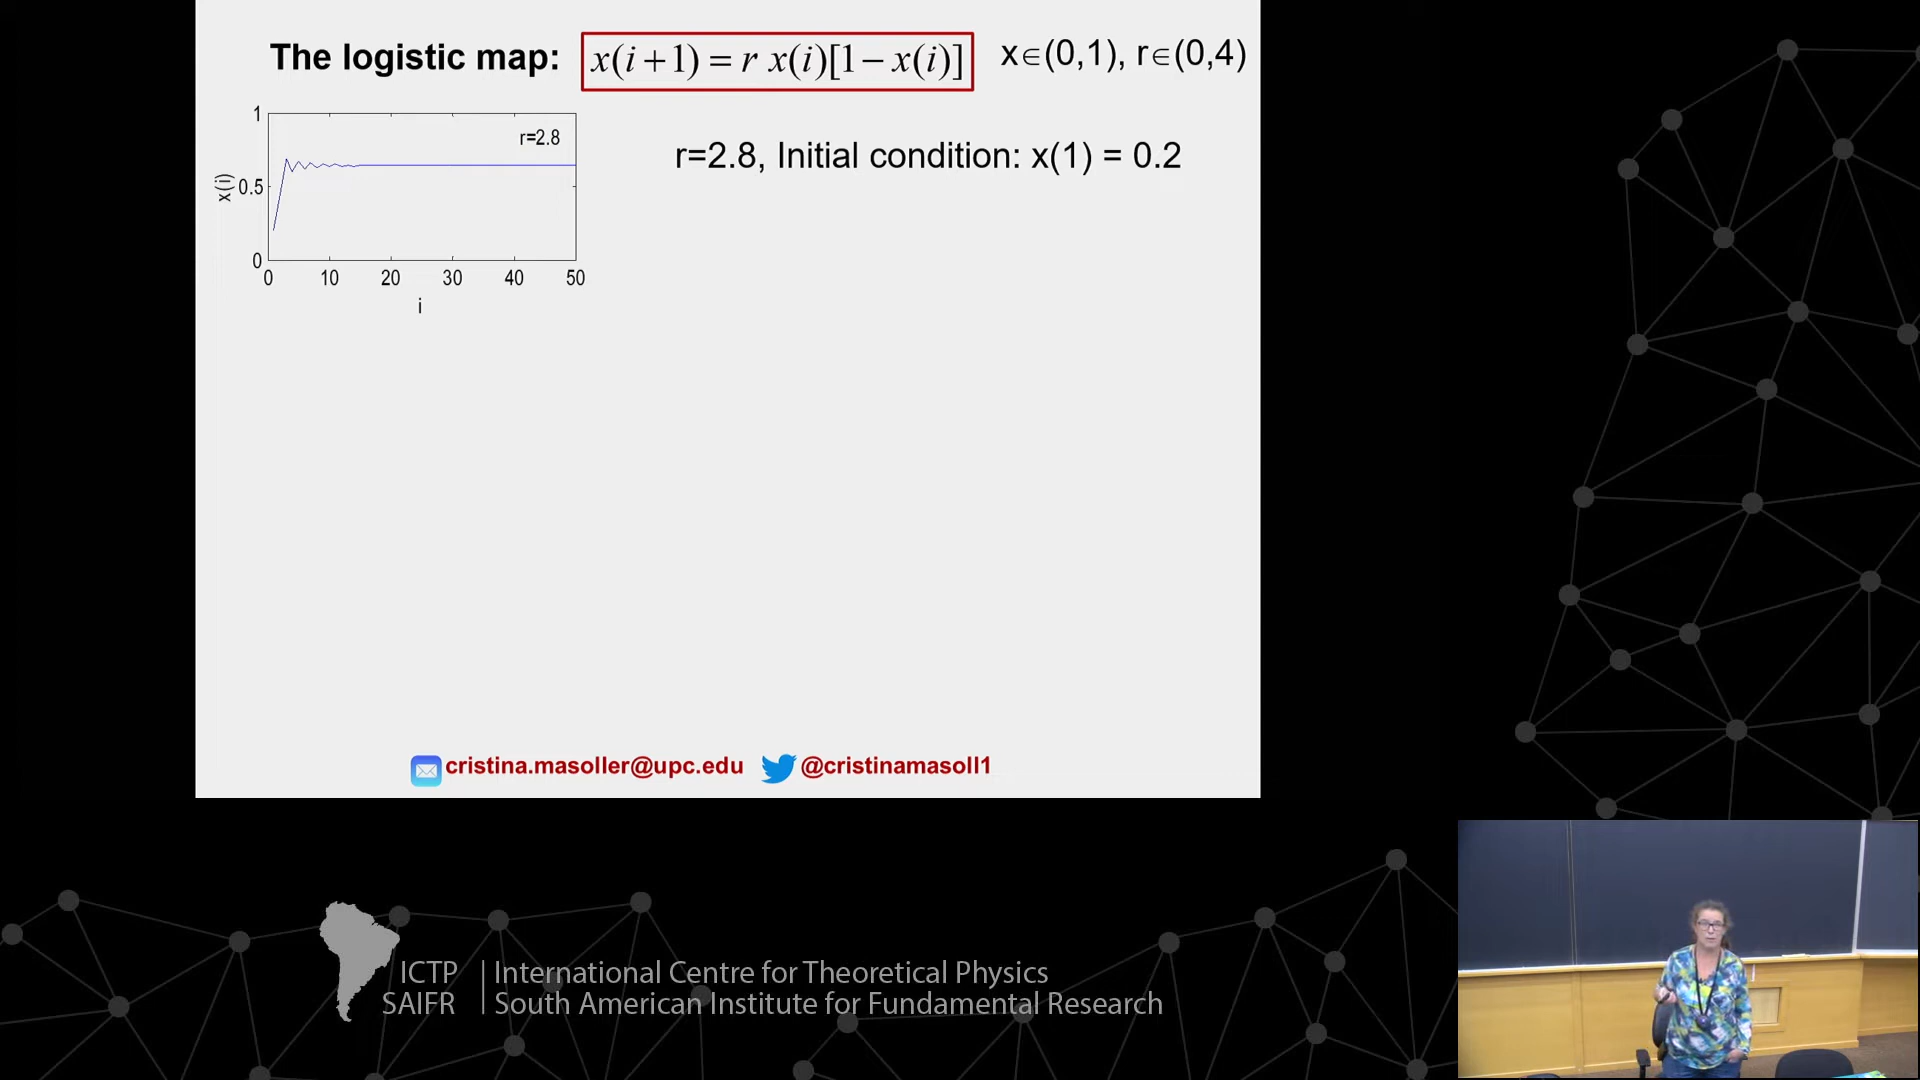 The logistic map: x(i+1) = r x(i)[1−x(i)] x∈(0,1), r∈(0,4)
1
r=2.8
r=2.8, Initial condition: x(1) = 0.2
x(i)
0.5
0
0 10 20 30 40 50
i
cristina.masoller@upc.edu @cristinamasoll1
ICTP International Centre for Theoretical Physics
SAIFR South American Institute for Fundamental Research